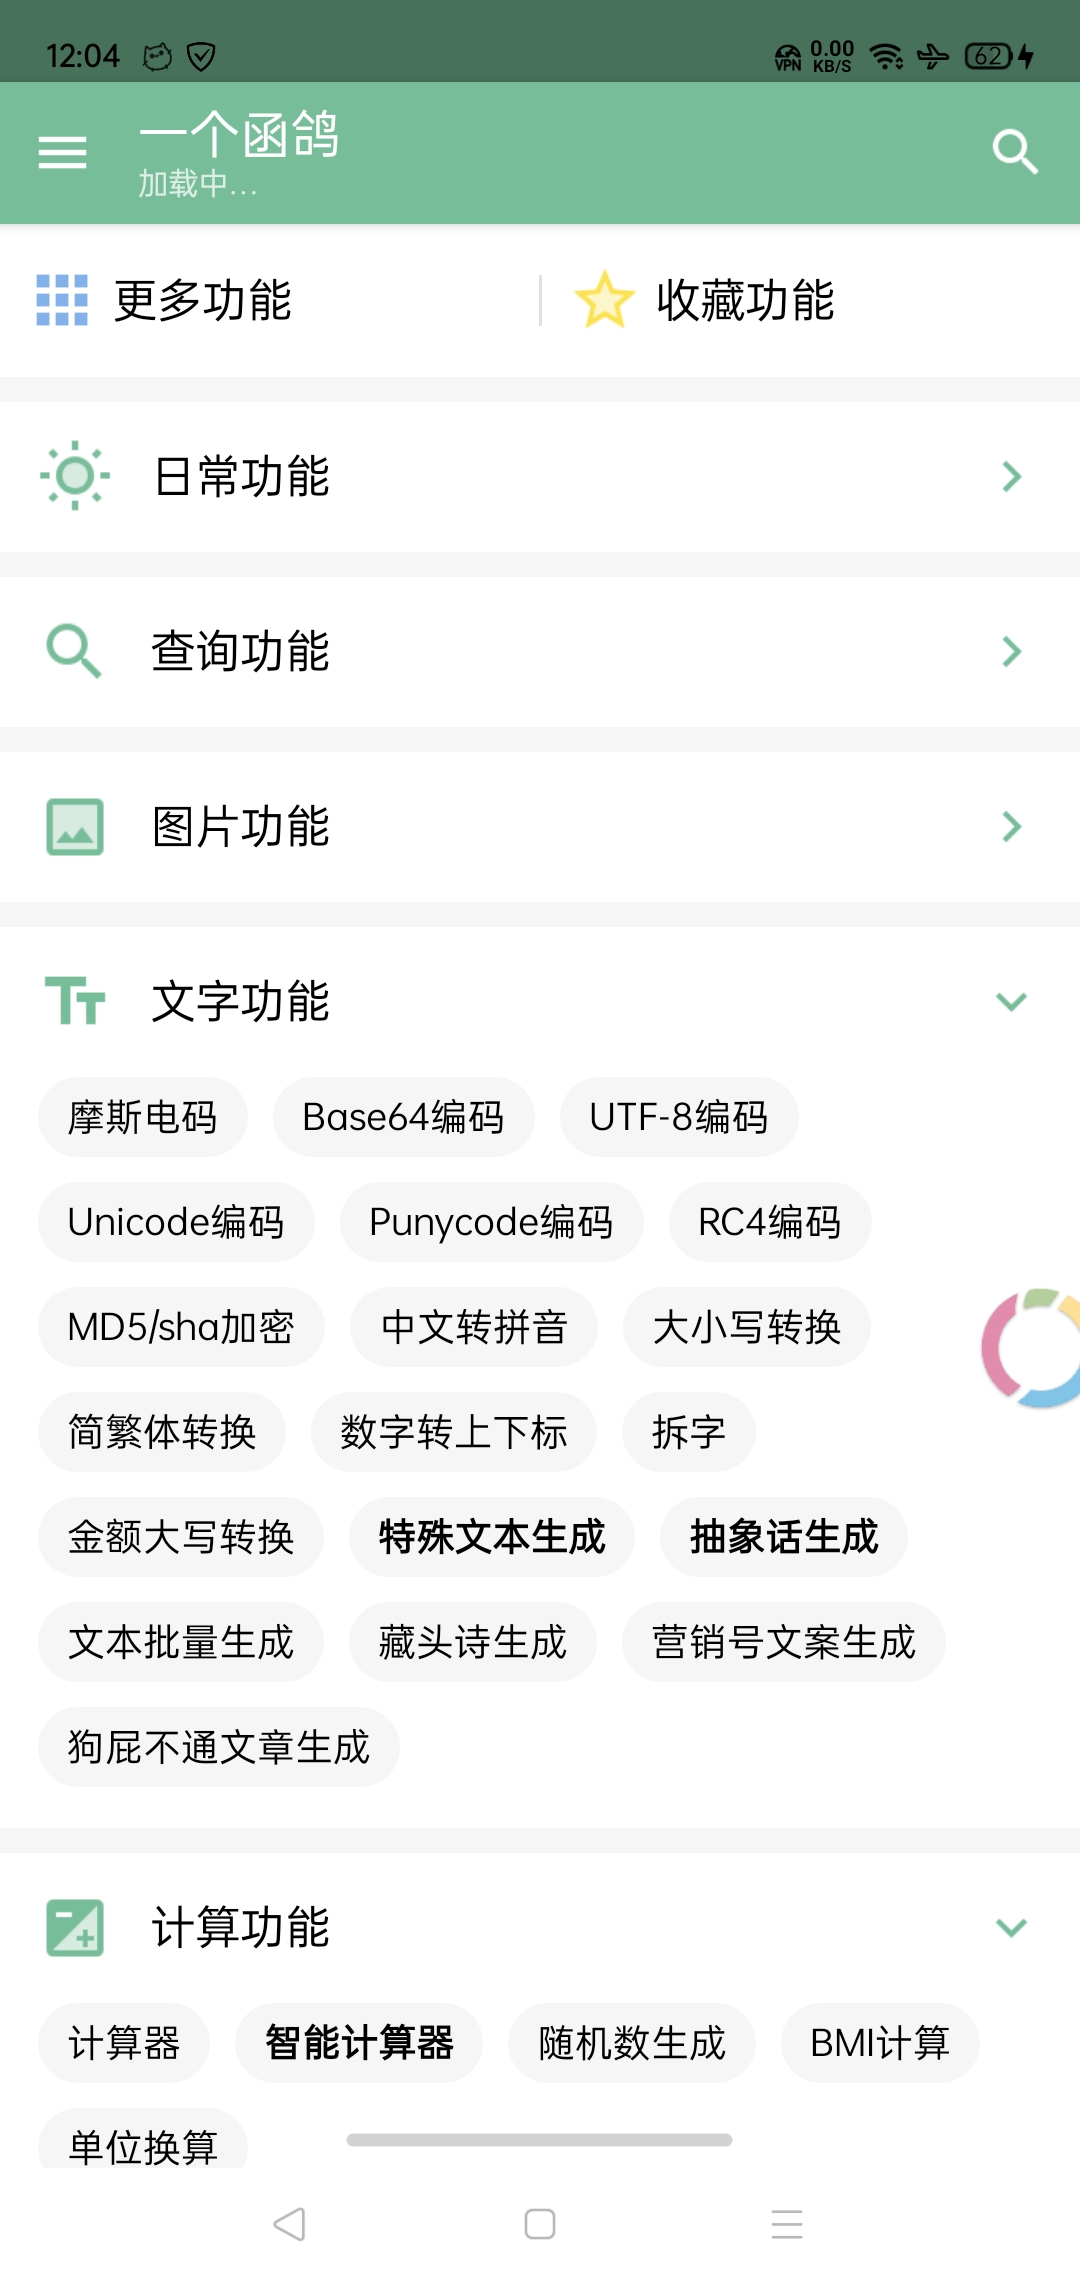 12:04 VPN 0.00 KB/S 62
一个函鸽
加载中...
更多功能 收藏功能
日常功能
查询功能
图片功能
文字功能
摩斯电码 Base64编码 UTF-8编码
Unicode编码 Punycode编码 RC4编码
MD5/sha加密 中文转拼音 大小写转换
简繁体转换 数字转上下标 拆字
金额大写转换 特殊文本生成 抽象话生成
文本批量生成 藏头诗生成 营销号文案生成
狗屁不通文章生成
计算功能
计算器 智能计算器 随机数生成 BMI计算
单位换算